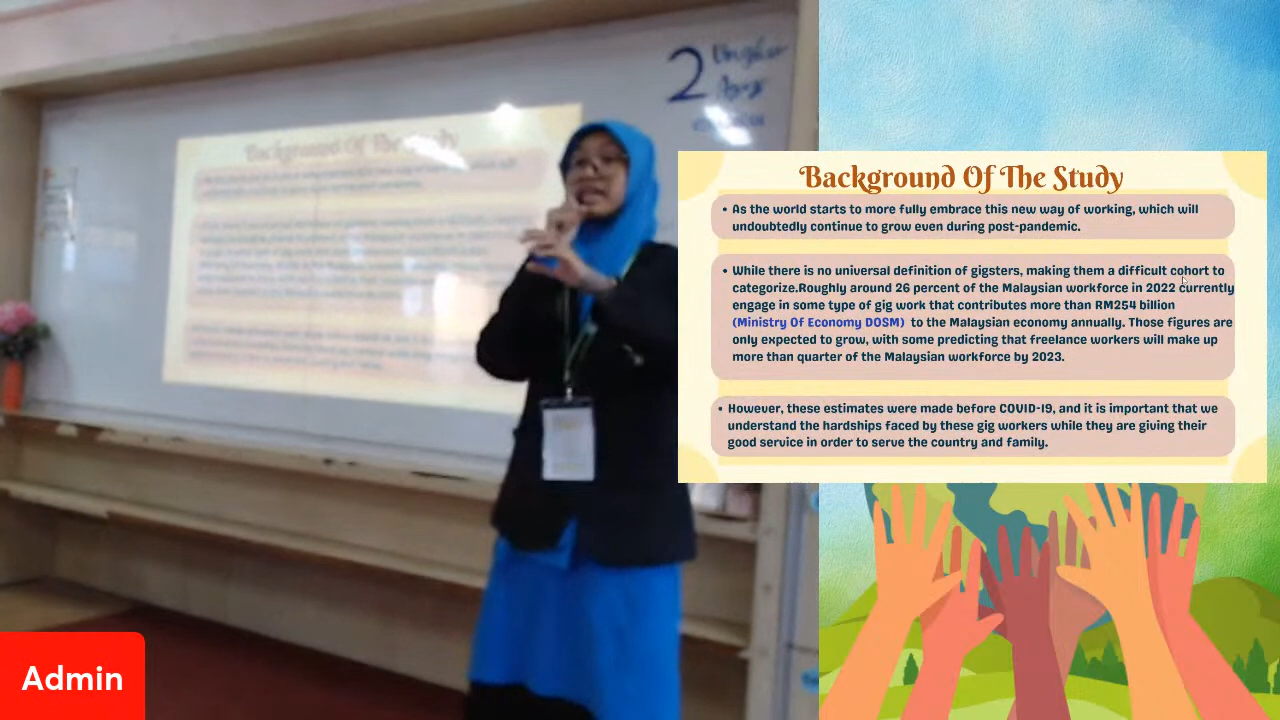 2
Background Of The Study
Background Of The Study
• As the world starts to more fully embrace this new way of working, which will
undoubtedly continue to grow even during post-pandemic.
• While there is no universal definition of gigsters, making them a difficult cohort to
categorize.Roughly around 26 percent of the Malaysian workforce in 2022 currently
engage in some type of gig work that contributes more than RM254 billion
(Ministry Of Economy DOSM) to the Malaysian economy annually. Those figures are
only expected to grow, with some predicting that freelance workers will make up
more than quarter of the Malaysian workforce by 2023.
• However, these estimates were made before COVID-19, and it is important that we
understand the hardships faced by these gig workers while they are giving their
good service in order to serve the country and family.
Admin